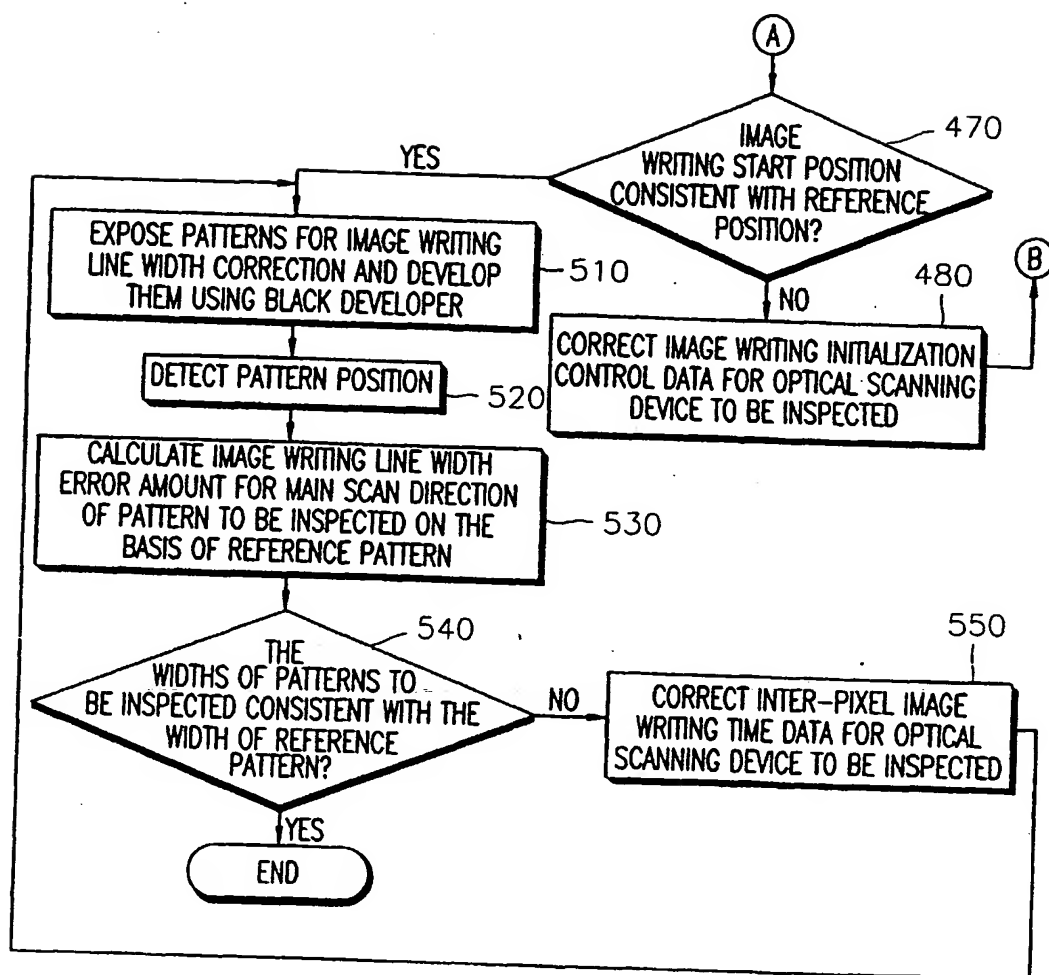 A
470
IMAGE
WRITING START POSITION
CONSISTENT WITH REFERENCE
POSITION?
YES
NO
B
480
CORRECT IMAGE WRITING INITIALIZATION
CONTROL DATA FOR OPTICAL SCANNING
DEVICE TO BE INSPECTED
EXPOSE PATTERNS FOR IMAGE WRITING
LINE WIDTH CORRECTION AND DEVELOP
THEM USING BLACK DEVELOPER
510
DETECT PATTERN POSITION
520
CALCULATE IMAGE WRITING LINE WIDTH
ERROR AMOUNT FOR MAIN SCAN DIRECTION
OF PATTERN TO BE INSPECTED ON THE
BASIS OF REFERENCE PATTERN
530
540
THE
WIDTHS OF PATTERNS TO
BE INSPECTED CONSISTENT WITH THE
WIDTH OF REFERENCE
PATTERN?
NO
550
CORRECT INTER-PIXEL IMAGE
WRITING TIME DATA FOR OPTICAL
SCANNING DEVICE TO BE INSPECTED
YES
END